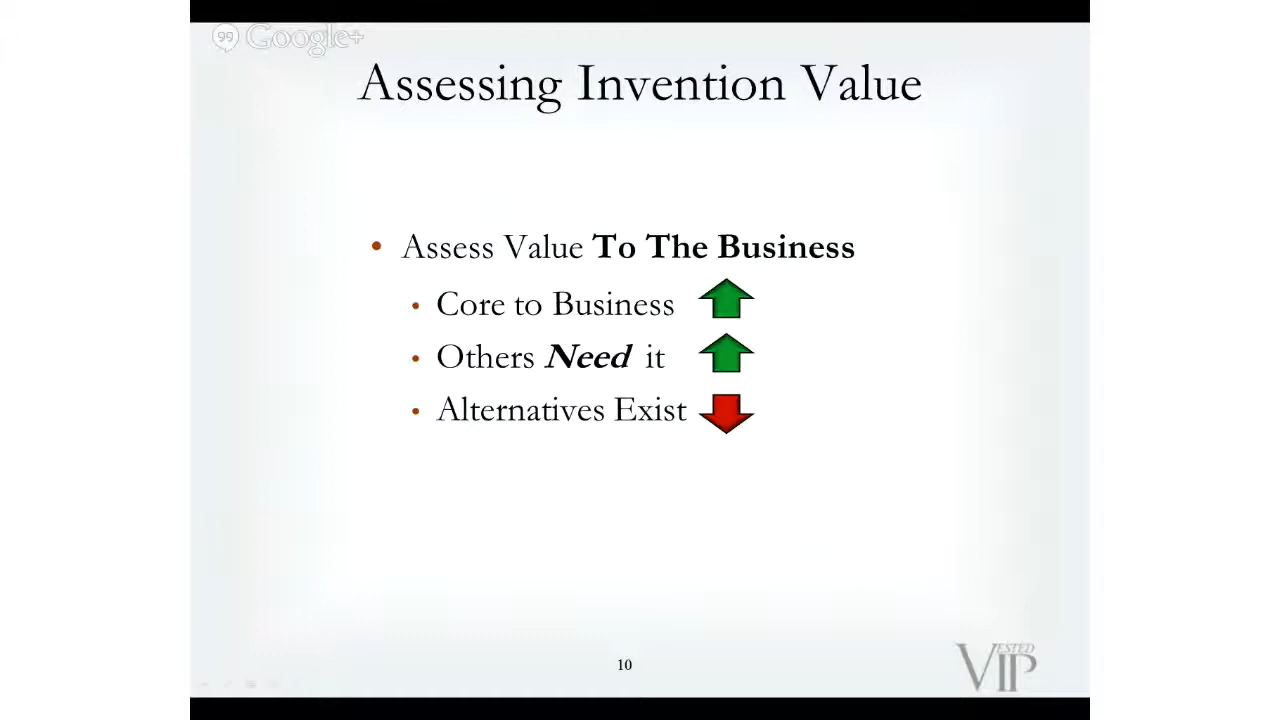 99 Google+
Assessing Invention Value
• Assess Value To The Business
• Core to Business
• Others Need it
• Alternatives Exist
10
VESTED
VIP